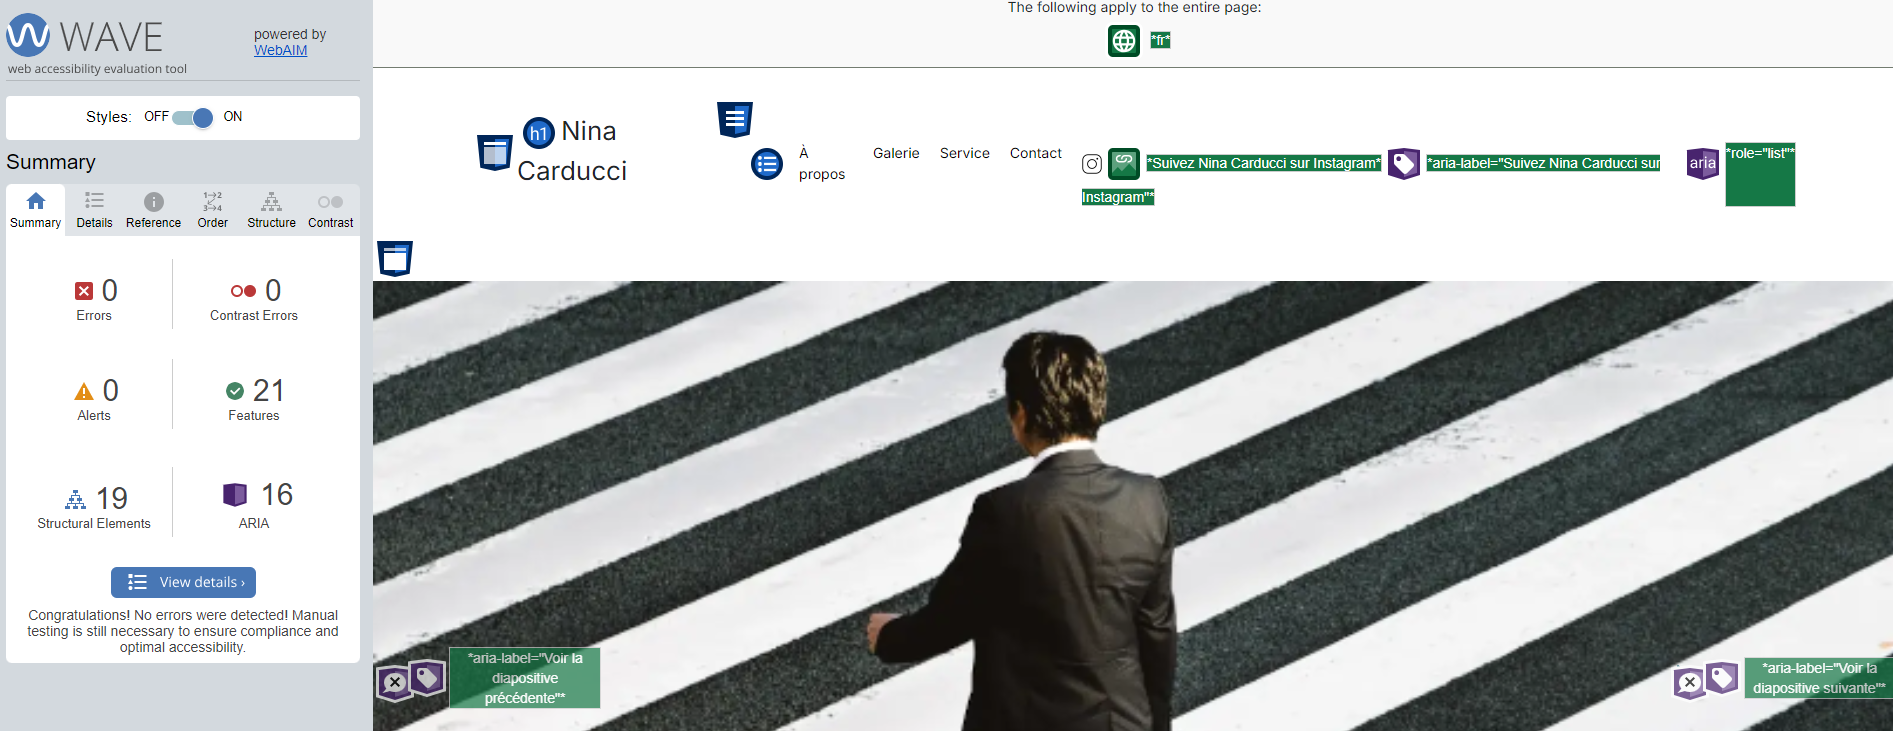 WAVE
web accessibility evaluation tool
powered by
WebAIM
Styles: OFF ON
Summary
Summary Details Reference Order Structure Contrast
0
Errors
0
Contrast Errors
0
Alerts
21
Features
19
Structural Elements
16
ARIA
View details ›
Congratulations! No errors were detected! Manual
testing is still necessary to ensure compliance and
optimal accessibility.
The following apply to the entire page:
*fr*
h1 Nina
Carducci
À
propos
Galerie
Service
Contact
*Suivez Nina Carducci sur Instagram*
*aria-label="Suivez Nina Carducci sur
Instagram"*
aria
*role="list"*
*aria-label="Voir la
diapositive
précédente"*
*aria-label="Voir la
diapositive suivante"*